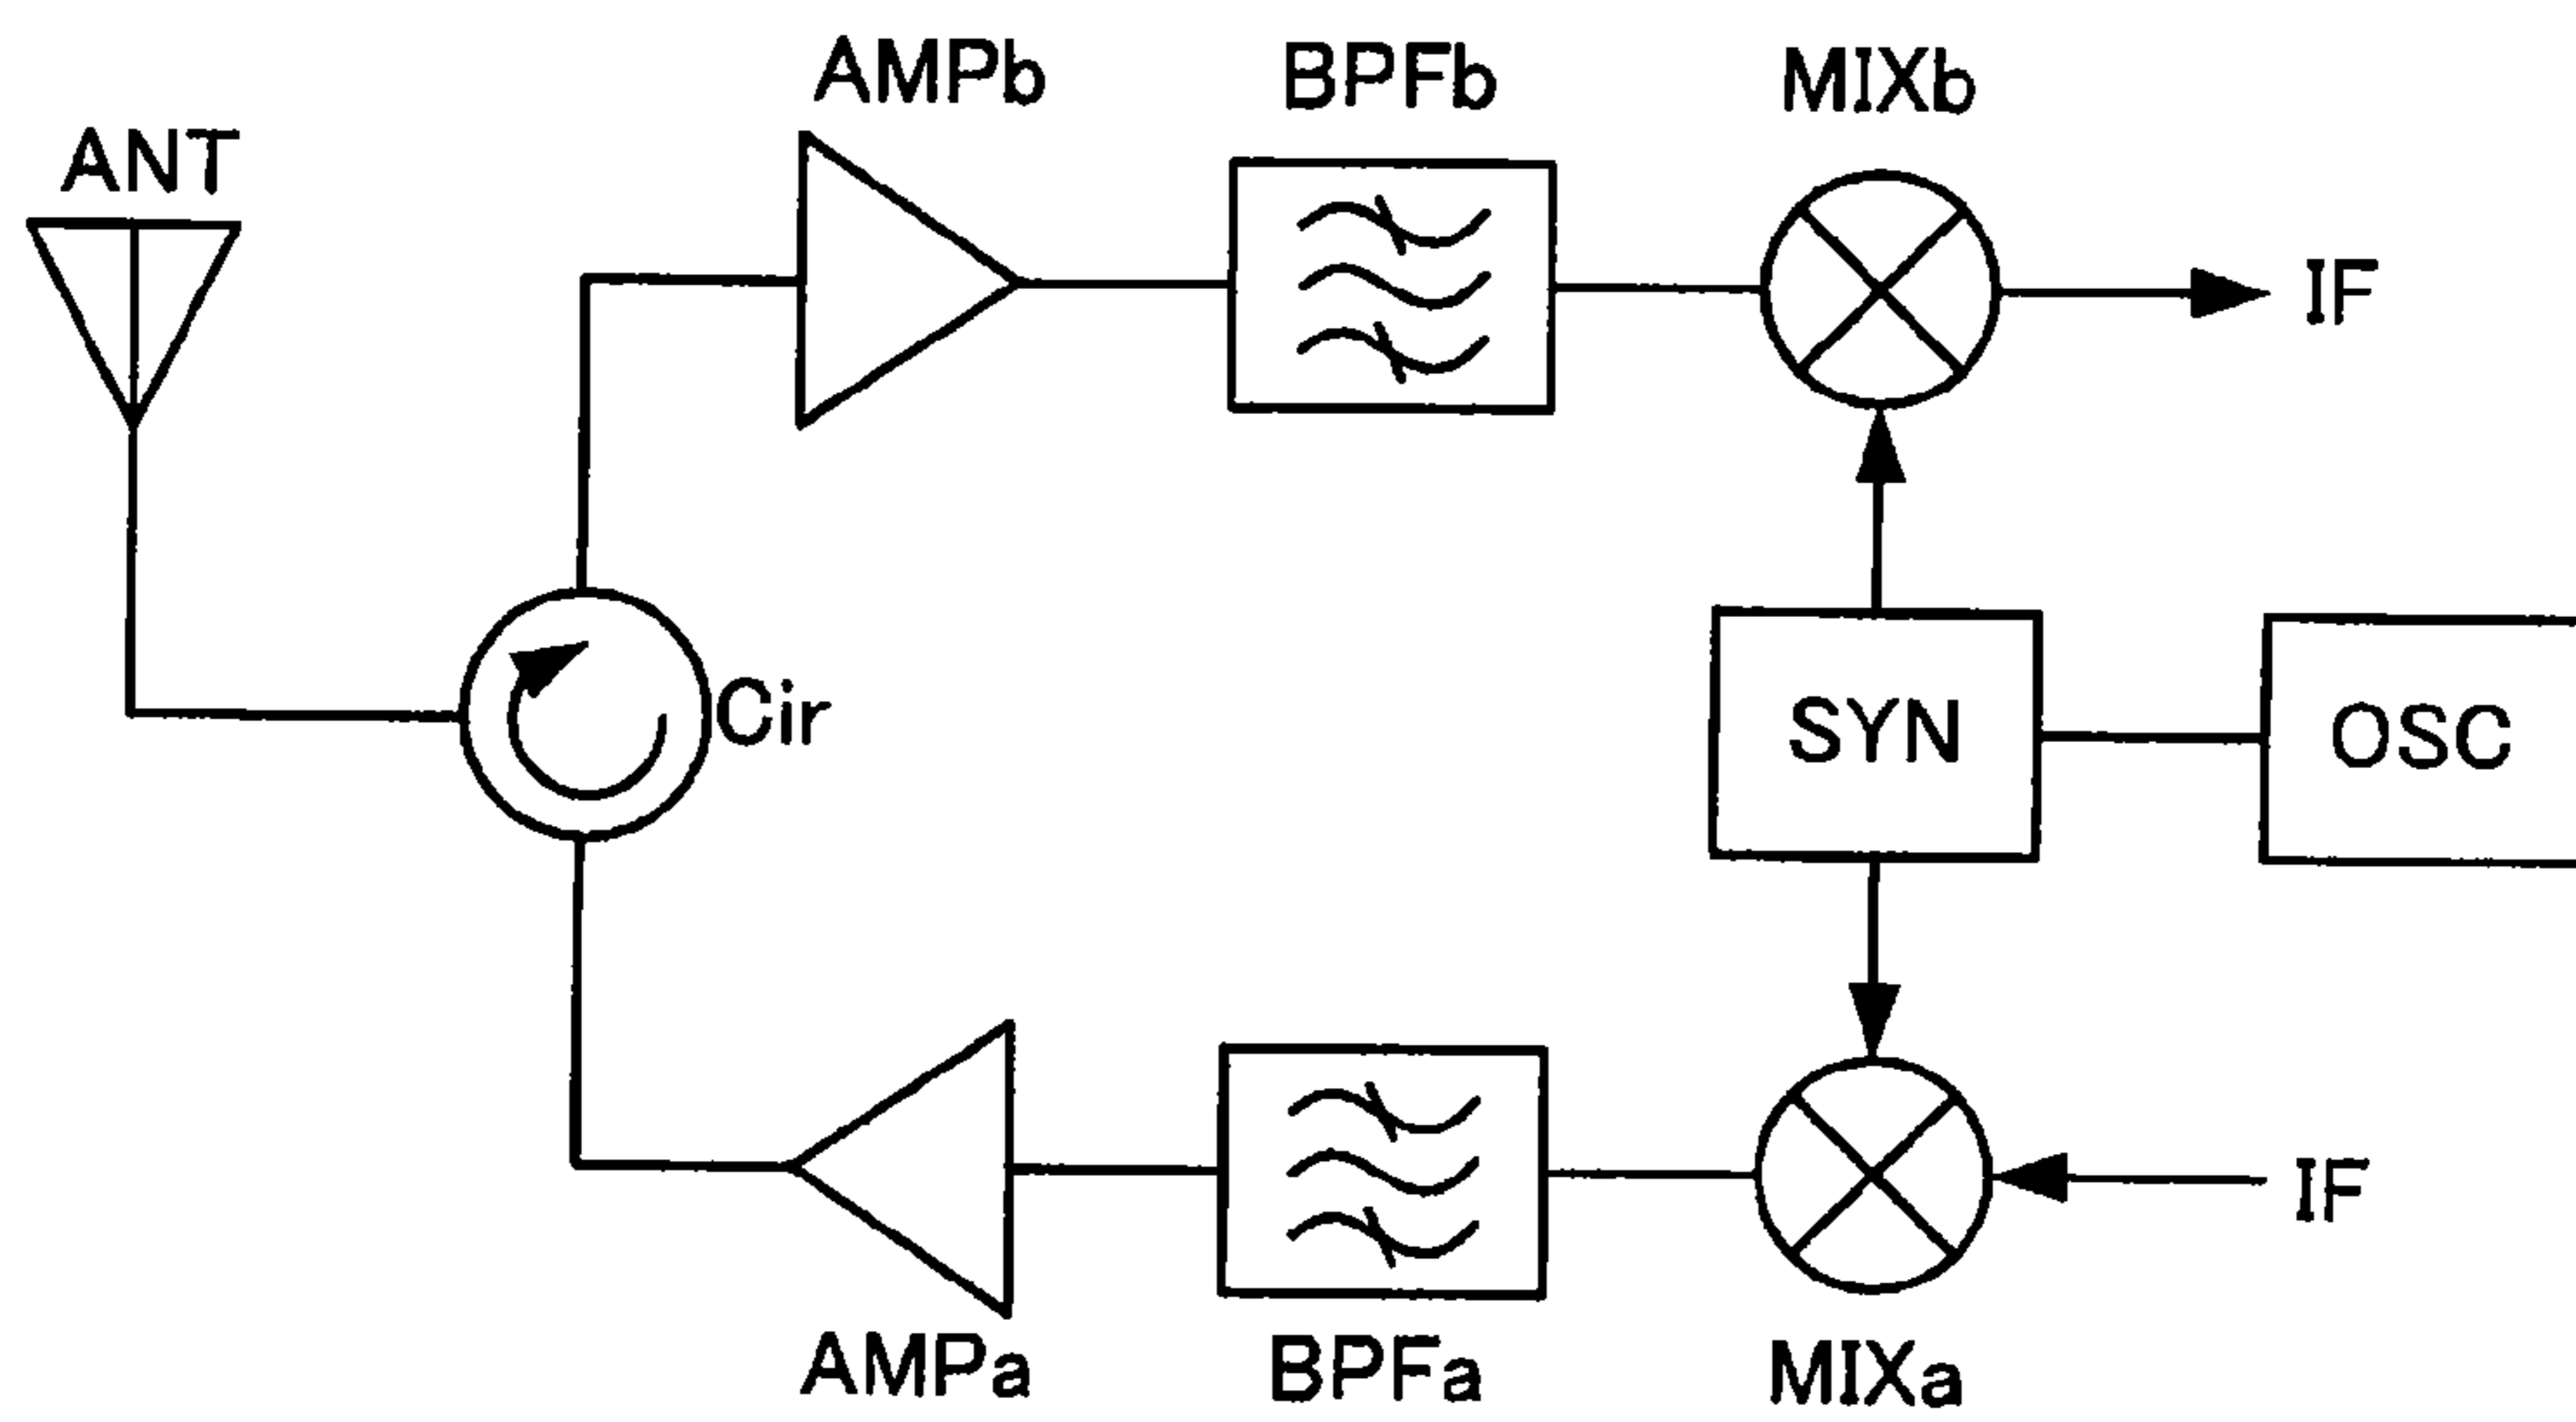 AMPb
BPFb
MIXb
ANT
IF
Cir
SYN
OSC
IF
AMPa
BPFa
MIXa